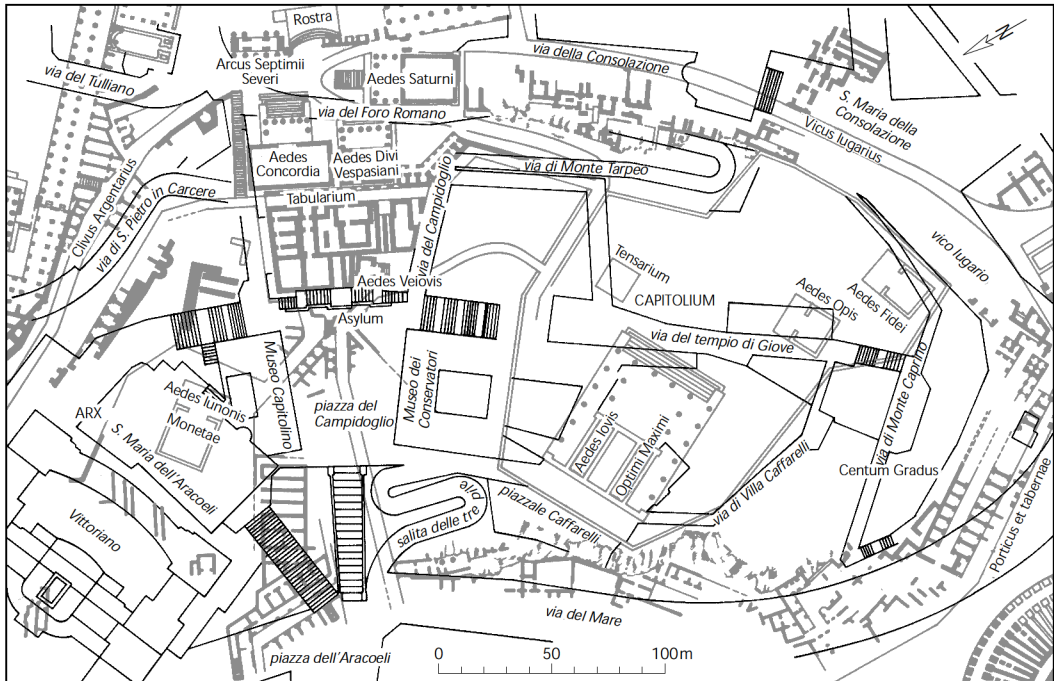 Rostra
N
via della Consolazione
Arcus Septimii
Severi
Aedes Saturni
via del Tulliano
S. Maria della
Consolazione
via del Foro Romano
Vicus Iugarius
Aedes
Concordia
Aedes Divi
Vespasiani
via di Monte Tarpeo
Clivus Argentarius
via di S. Pietro in Carcere
Tabularium
via del Campidoglio
vico lugario
Tensarium
Aedes Veiovis
CAPITOLIUM
Aedes Opis
Aedes Fidei
Asylum
via del tempio di Giove
Museo Capitolino
Museo dei
Conservatori
via di Monte Caprino
Aedes Iunonis
Monetae
ARX
piazza del
Campidoglio
S. Maria dell'Aracoeli
Aedes Iovis
Optimi Maximi
Centum Gradus
via di Villa Caffarelli
Porticus et tabernae
Vittoriano
salita delle tre
pile
piazzale Caffarelli
via del Mare
piazza dell'Aracoeli
0 50 100 m